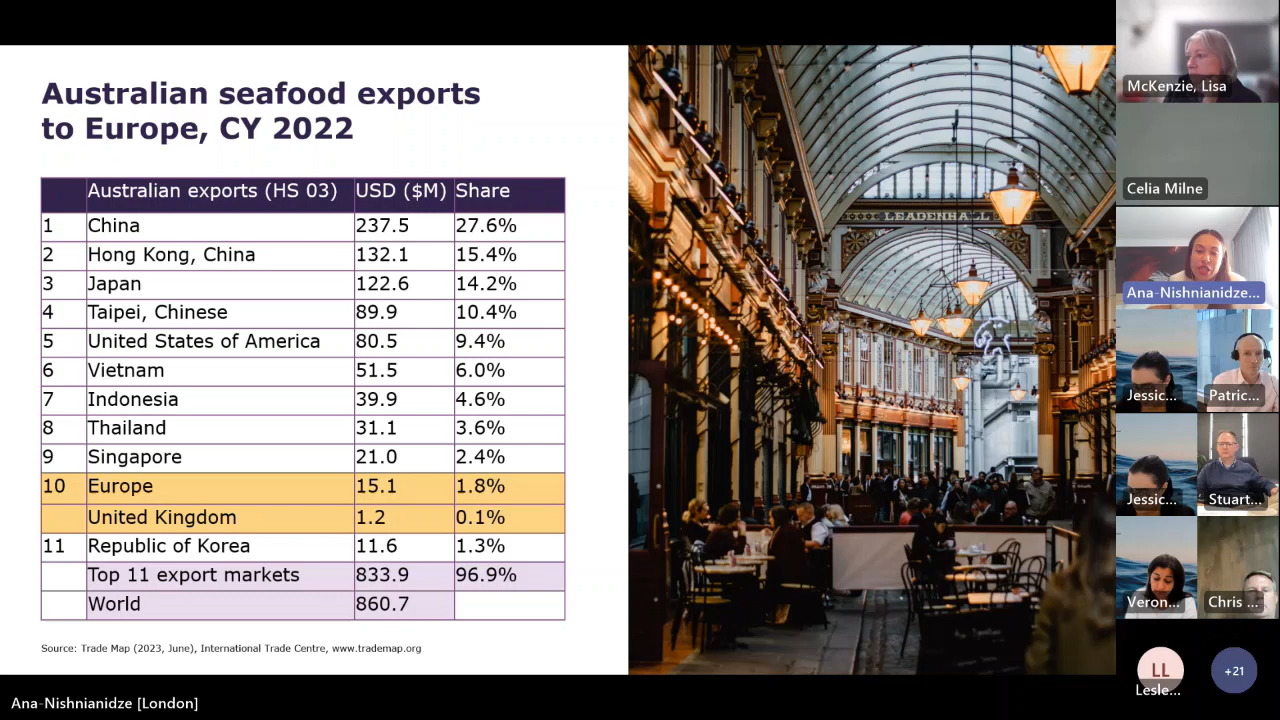 Australian seafood exports
to Europe, CY 2022
Australian exports (HS 03) USD ($M) Share
1 China 237.5 27.6%
2 Hong Kong, China 132.1 15.4%
3 Japan 122.6 14.2%
4 Taipei, Chinese 89.9 10.4%
5 United States of America 80.5 9.4%
6 Vietnam 51.5 6.0%
7 Indonesia 39.9 4.6%
8 Thailand 31.1 3.6%
9 Singapore 21.0 2.4%
10 Europe 15.1 1.8%
United Kingdom 1.2 0.1%
11 Republic of Korea 11.6 1.3%
Top 11 export markets 833.9 96.9%
World 860.7
Source: Trade Map (2023, June), International Trade Centre, www.trademap.org
LEADENHALL
McKenzie, Lisa
Celia Milne
Ana-Nishnianidze...
Jessic... Patric...
Jessic... Stuart...
Veron... Chris ...
LL
Lesle...
+21
Ana-Nishnianidze [London]